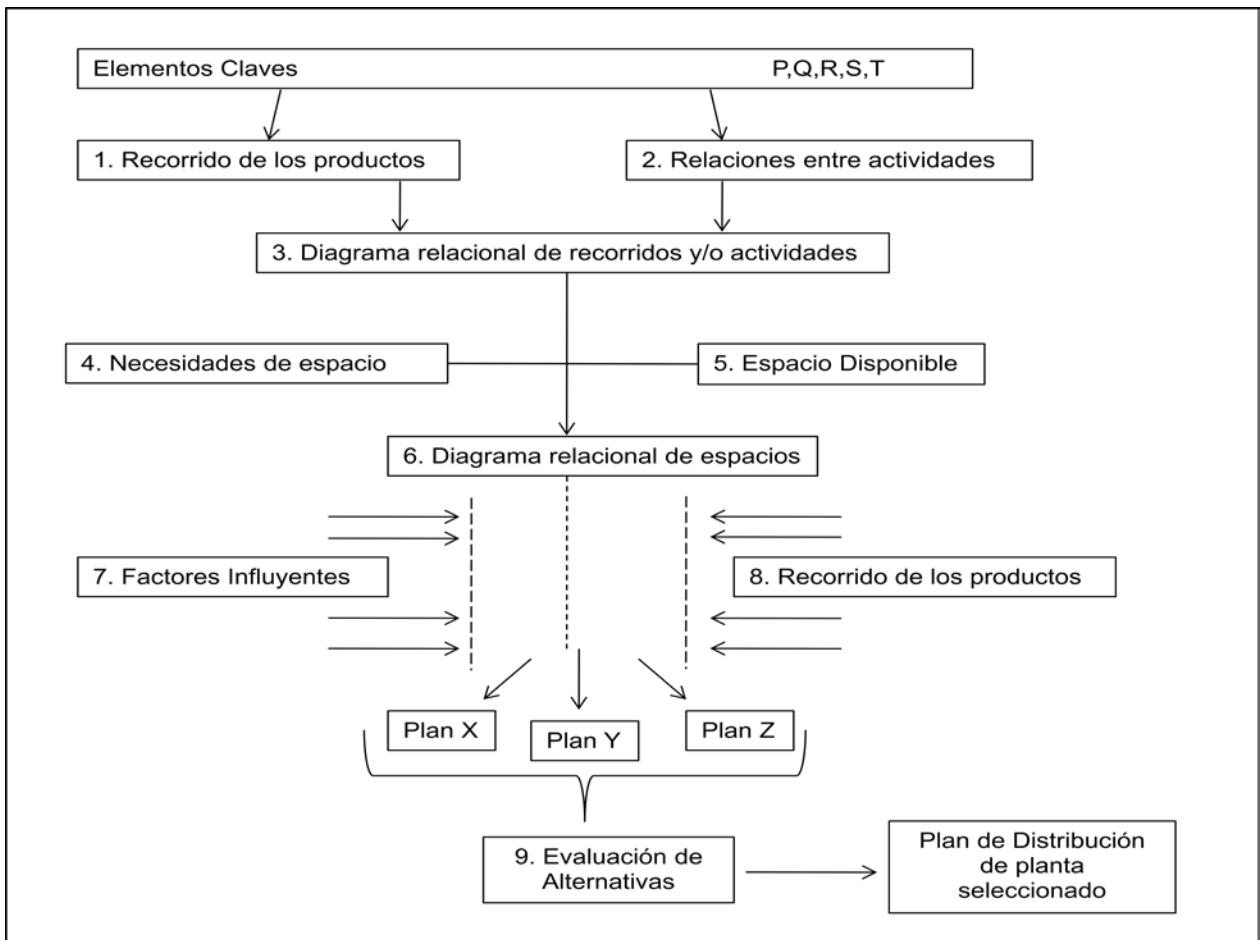 Elementos Claves P,Q,R,S,T
1. Recorrido de los productos
2. Relaciones entre actividades
3. Diagrama relacional de recorridos y/o actividades
4. Necesidades de espacio
5. Espacio Disponible
6. Diagrama relacional de espacios
7. Factores Influyentes
8. Recorrido de los productos
Plan X
Plan Y
Plan Z
9. Evaluación de
Alternativas
Plan de Distribución
de planta
seleccionado